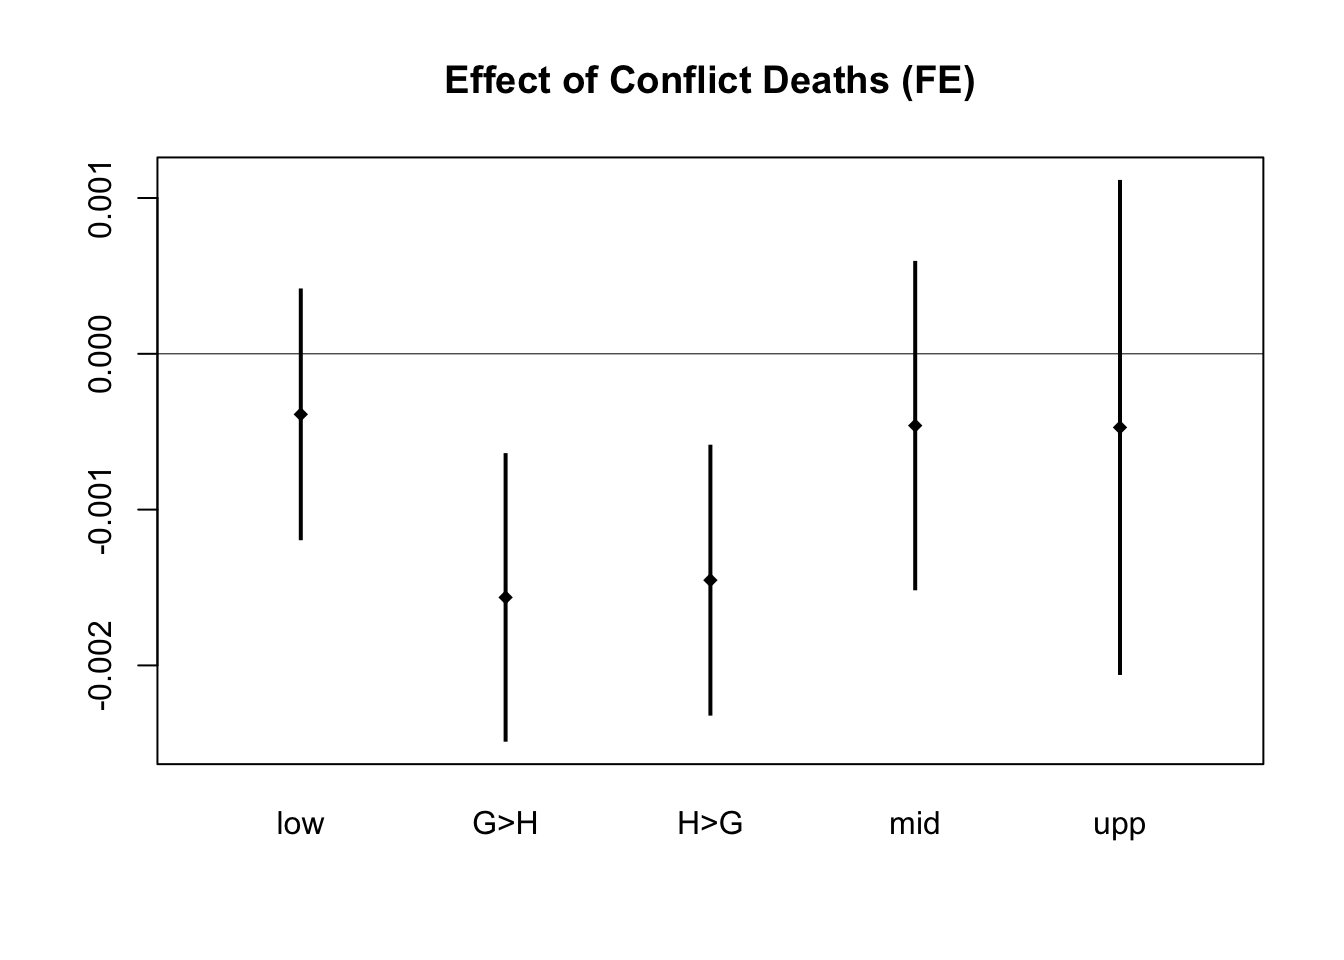 Effect of Conflict Deaths (FE)
0.001
0.000
-0.001
-0.002
low G>H H>G mid upp